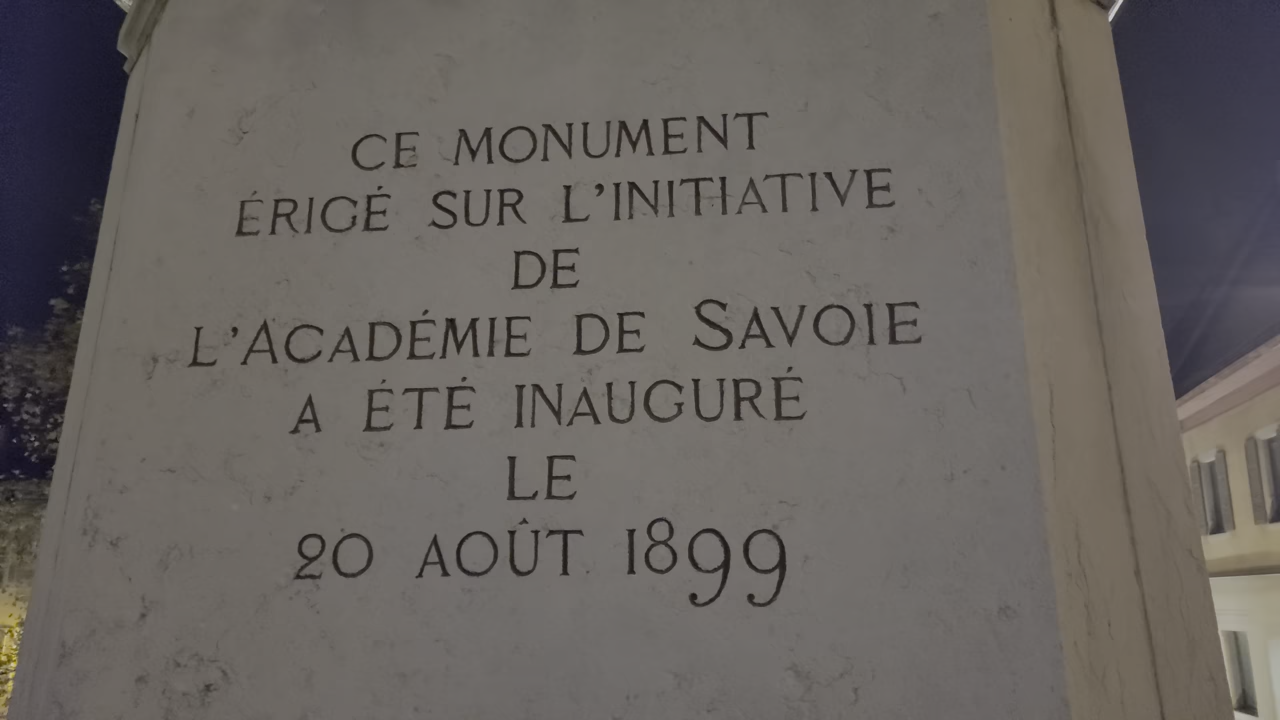 CE MONUMENT
ÉRIGÉ SUR L'INITIATIVE
DE
L'ACADÉMIE DE SAVOIE
A ÉTÉ INAUGURÉ
LE
20 AOÛT 1899